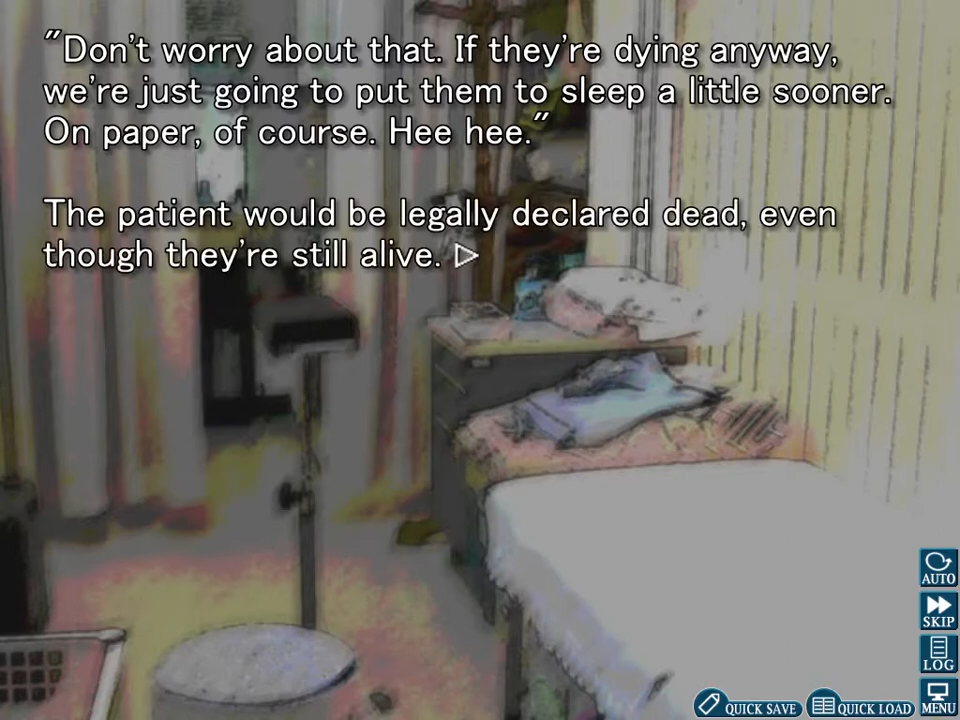 "Don't worry about that. If they're dying anyway,
we're just going to put them to sleep a little sooner.
On paper, of course. Hee hee."
The patient would be legally declared dead, even
though they're still alive.
AUTO
SKIP
LOG
QUICK SAVE
QUICK LOAD
MENU